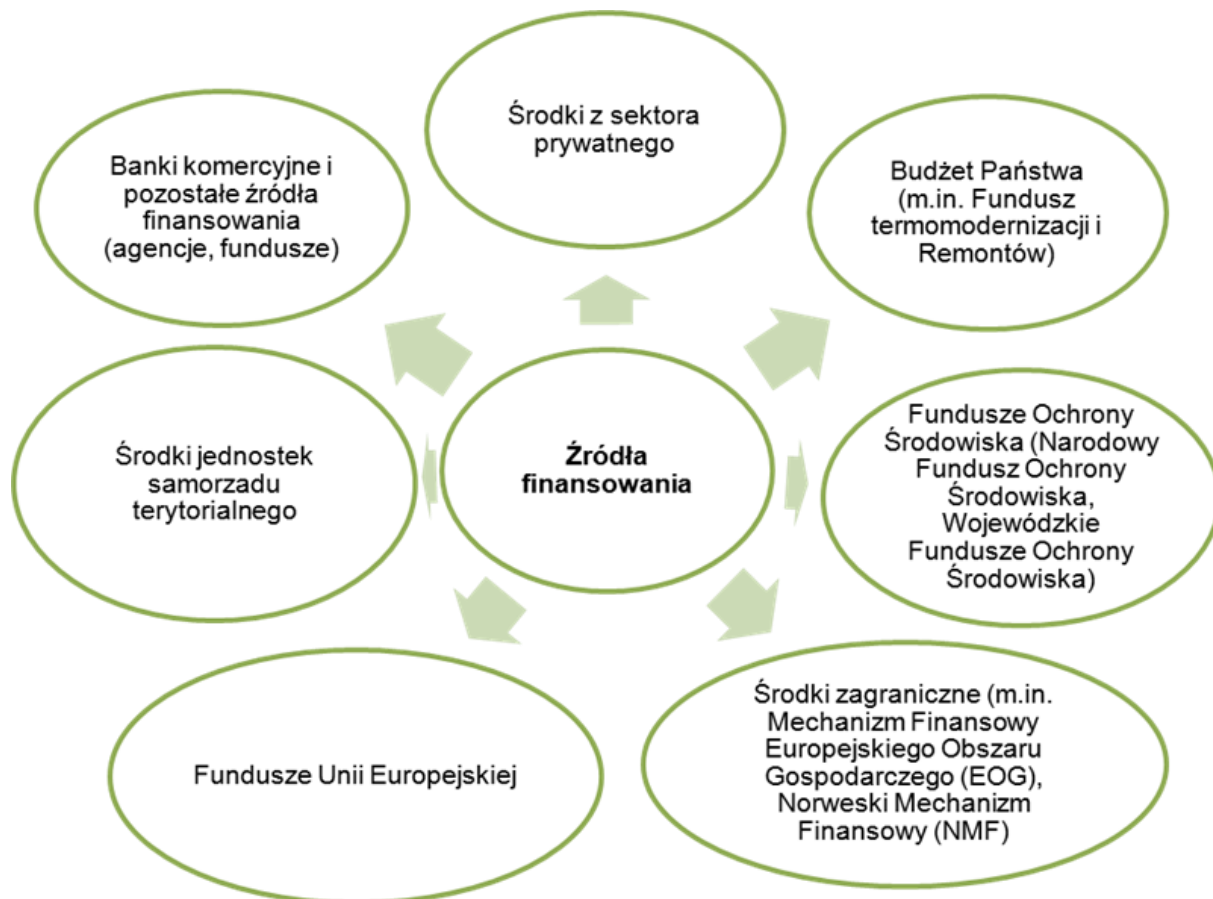 Środki z sektora
prywatnego
Banki komercyjne i
pozostałe źródła
finansowania
(agencje, fundusze)
Budżet Państwa
(m.in. Fundusz
termomodernizacji i
Remontów)
Środki jednostek
samorzadu
terytorialnego
Źródła
finansowania
Fundusze Ochrony
Środowiska (Narodowy
Fundusz Ochrony
Środowiska,
Wojewódzkie
Fundusze Ochrony
Środowiska)
Fundusze Unii Europejskiej
Środki zagraniczne (m.in.
Mechanizm Finansowy
Europejskiego Obszaru
Gospodarczego (EOG),
Norweski Mechanizm
Finansowy (NMF)